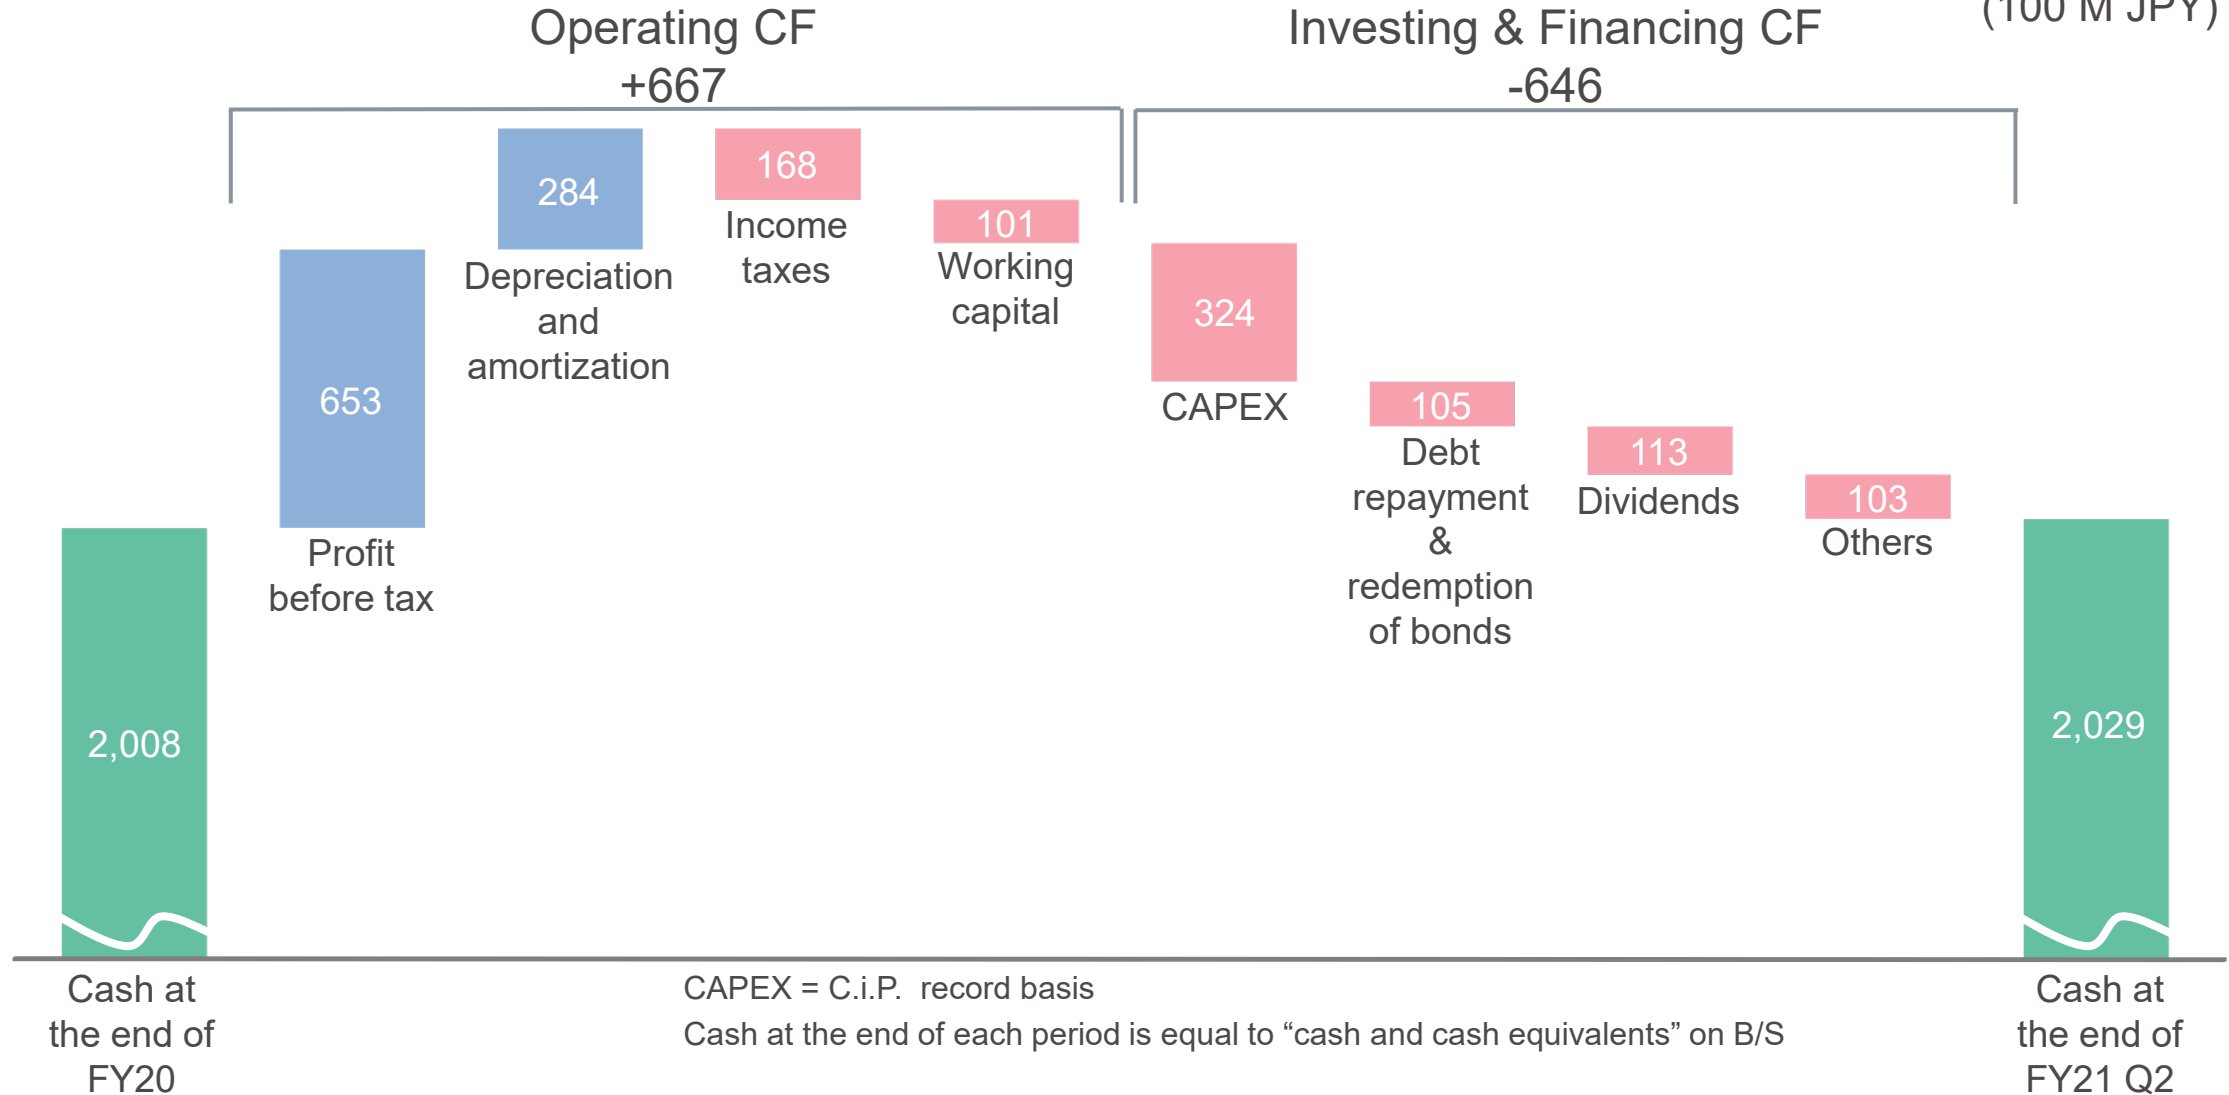 Operating CF
+667
Investing & Financing CF
-646
(100 M JPY)
2,008
Cash at
the end of
FY20
653
Profit
before tax
284
Depreciation
and
amortization
168
Income
taxes
101
Working
capital
324
CAPEX
105
Debt
repayment
&
redemption
of bonds
113
Dividends
103
Others
2,029
Cash at
the end of
FY21 Q2
CAPEX = C.i.P. record basis
Cash at the end of each period is equal to “cash and cash equivalents” on B/S